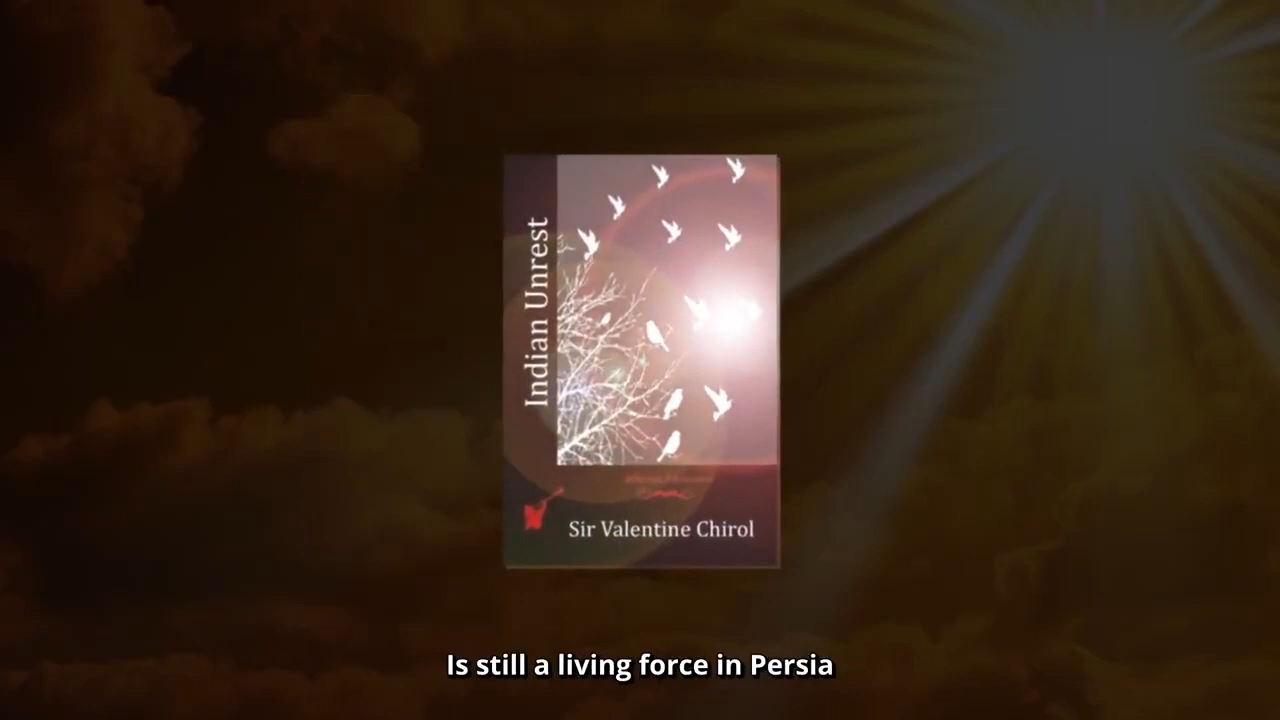 Indian Unrest
Sir Valentine Chirol
Is still a living force in Persia